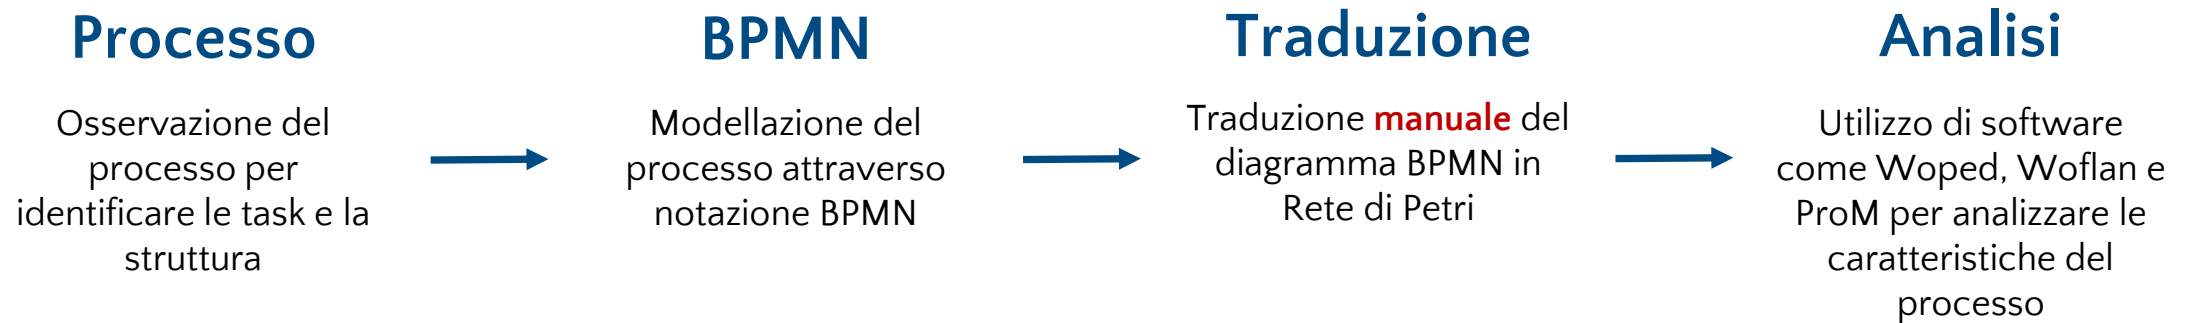 Processo
Osservazione del
processo per
identificare le task e la
struttura
BPMN
Modellazione del
processo attraverso
notazione BPMN
Traduzione
Traduzione manuale del
diagramma BPMN in
Rete di Petri
Analisi
Utilizzo di software
come Woped, Woflan e
ProM per analizzare le
caratteristiche del
processo